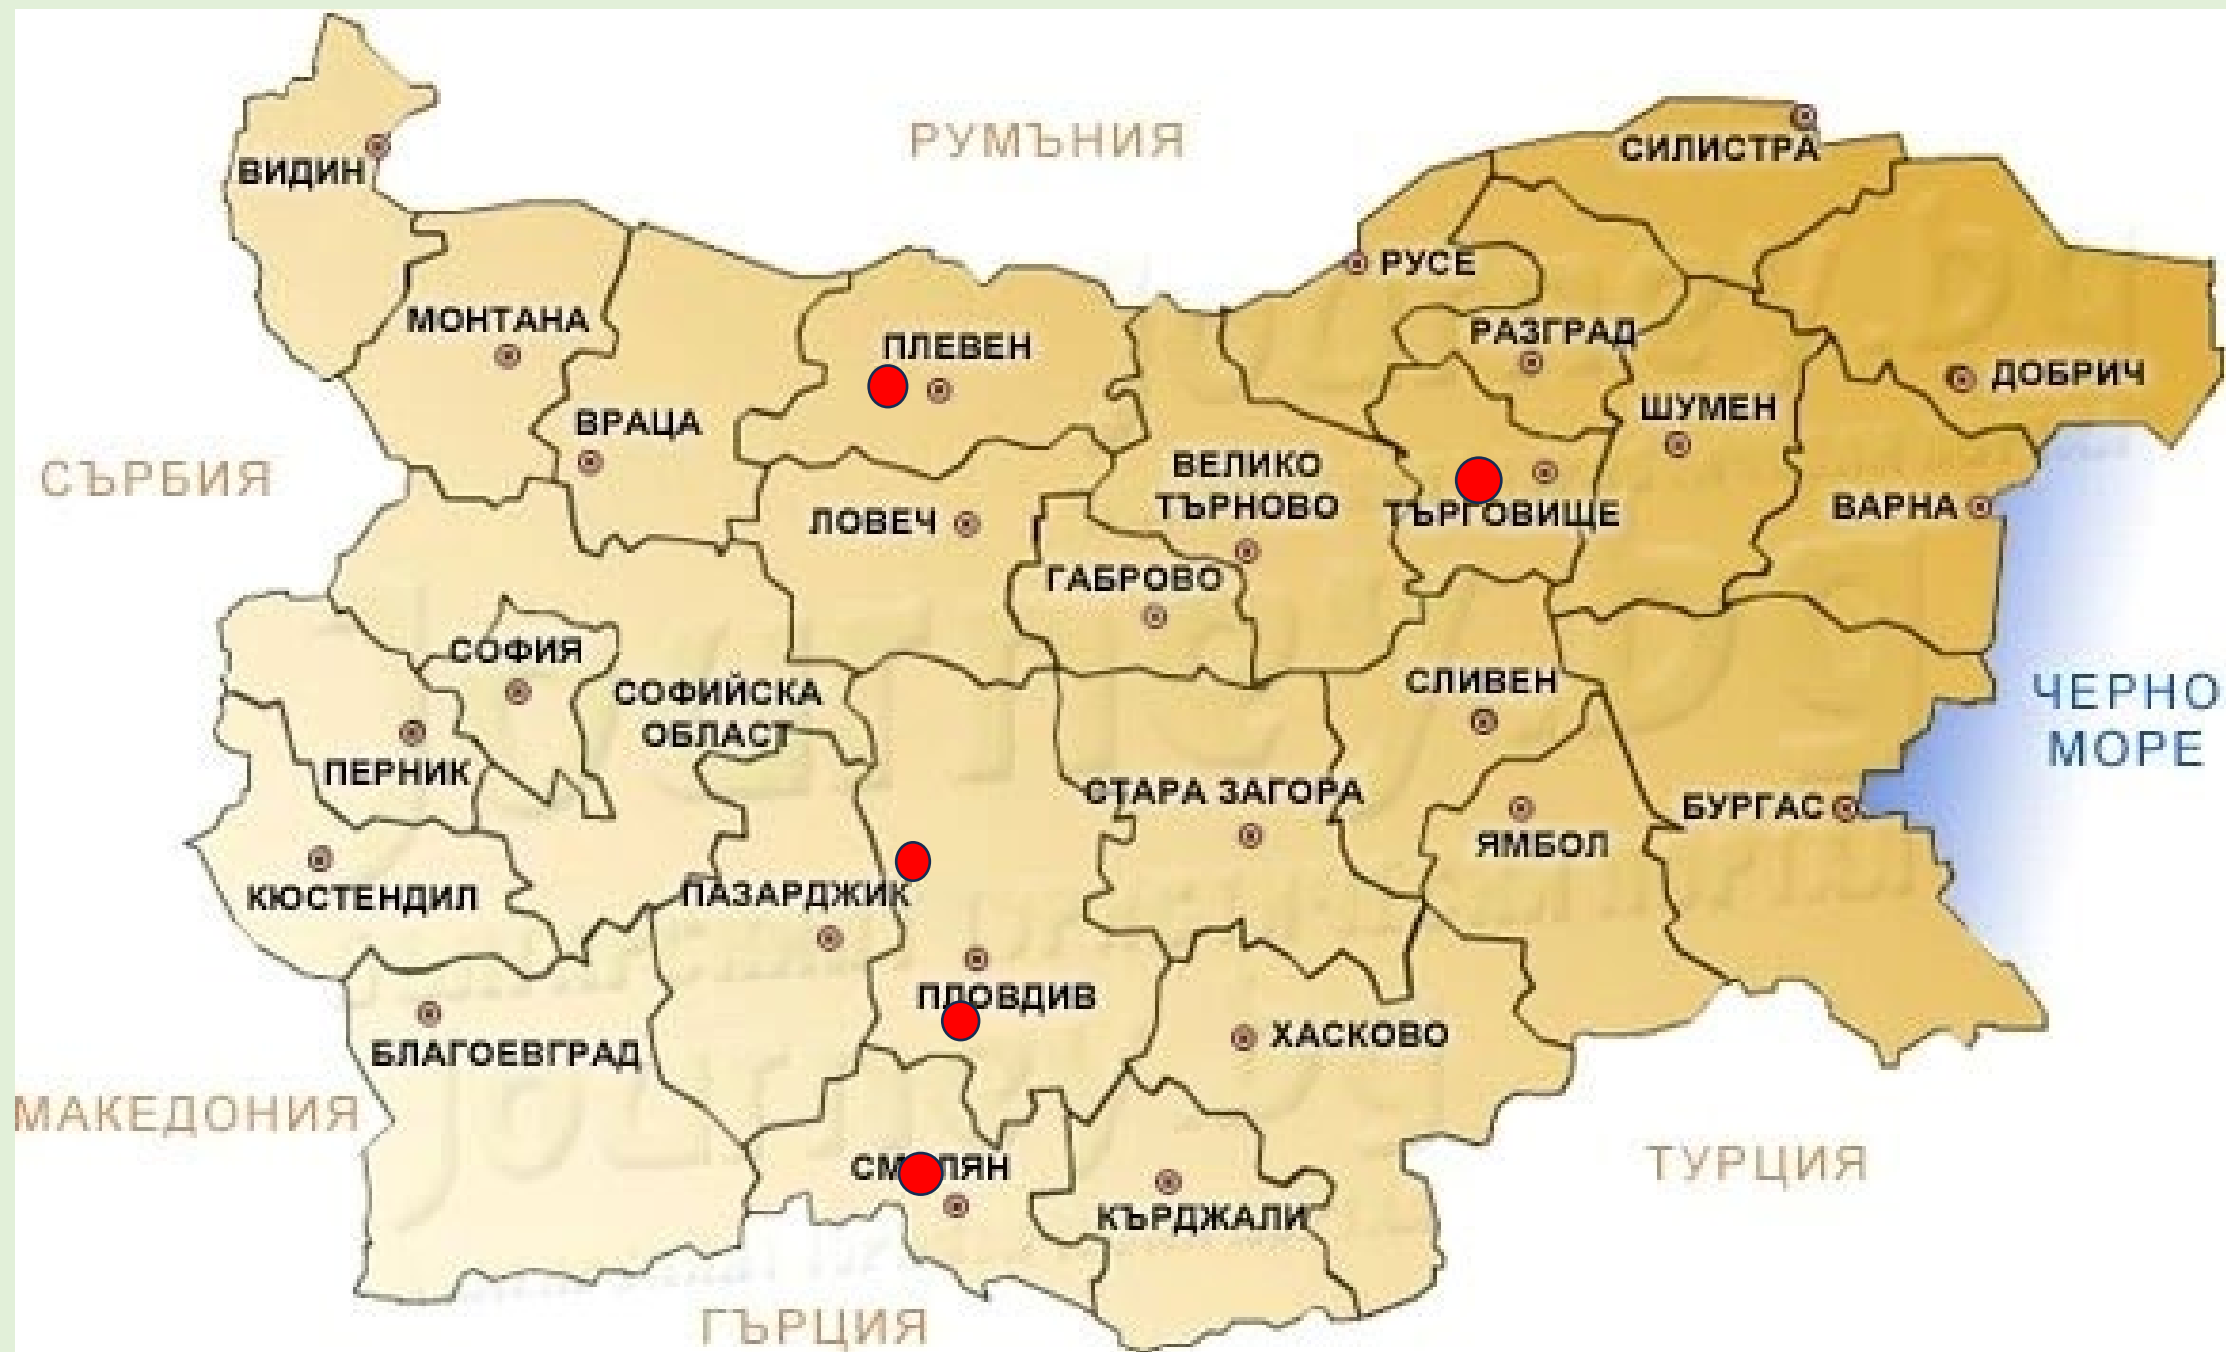 РУМЪНИЯ
СИЛИСТРА
ВИДИН
РУСЕ
МОНТАНА
ПЛЕВЕН
РАЗГРАД
ДОБРИЧ
ВРАЦА
ШУМЕН
СЪРБИЯ
ВЕЛИКО
ТЪРНОВО
ЛОВЕЧ
ТЪРГОВИЩЕ
ВАРНА
ГАБРОВО
СОФИЯ
СОФИЙСКА
ОБЛАСТ
СЛИВЕН
ЧЕРНО
МОРЕ
ПЕРНИК
СТАРА ЗАГОРА
БУРГАС
ЯМБОЛ
КЮСТЕНДИЛ
ПАЗАРДЖИК
ПЛОВДИВ
ХАСКОВО
БЛАГОЕВГРАД
МАКЕДОНИЯ
ТУРЦИЯ
СМОЛЯН
КЪРДЖАЛИ
ГЪРЦИЯ